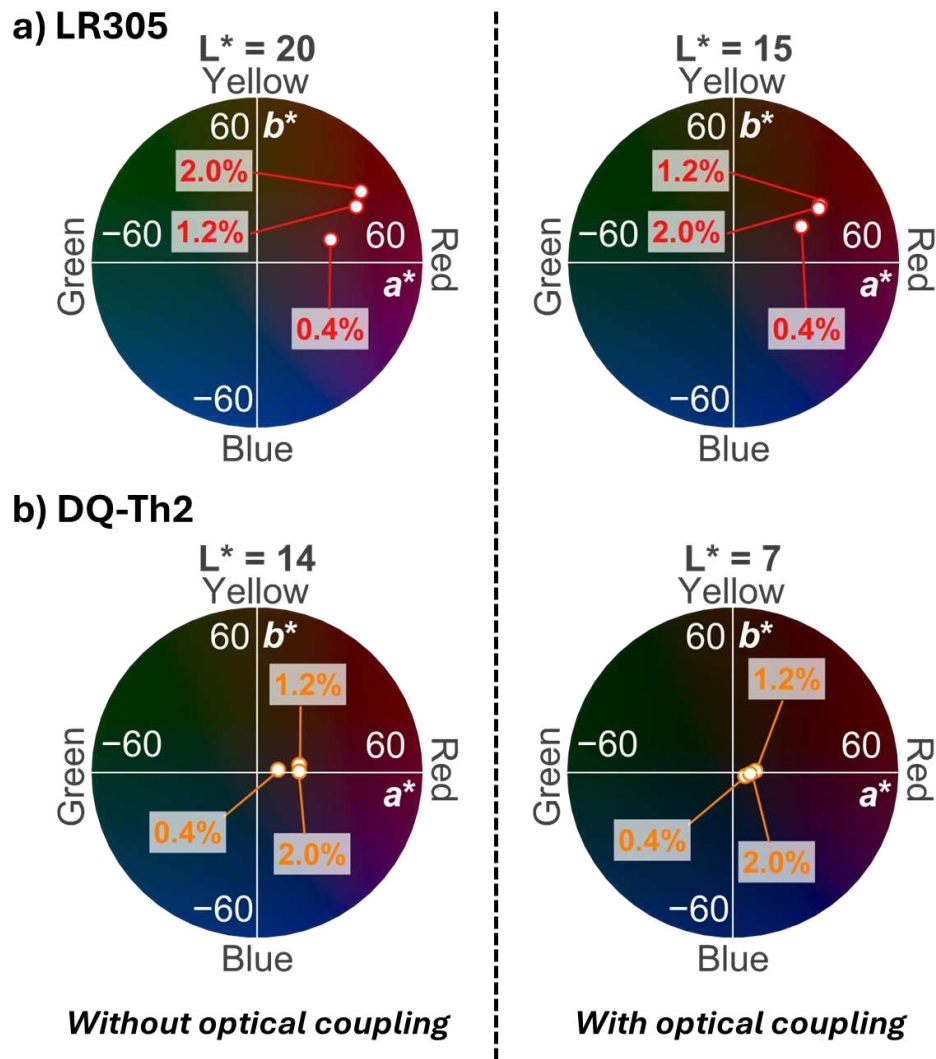 a) LR305
L* = 20
Yellow
60 b*
2.0%
1.2%
−60
60
Green
Red
a*
0.4%
−60
Blue
L* = 15
Yellow
60 b*
1.2%
2.0%
−60
60
Green
Red
a*
0.4%
−60
Blue
b) DQ-Th2
L* = 14
Yellow
60 b*
1.2%
−60
60
Green
Red
a*
0.4%
2.0%
−60
Blue
Without optical coupling
L* = 7
Yellow
60 b*
1.2%
−60
60
Green
Red
a*
0.4%
2.0%
−60
Blue
With optical coupling